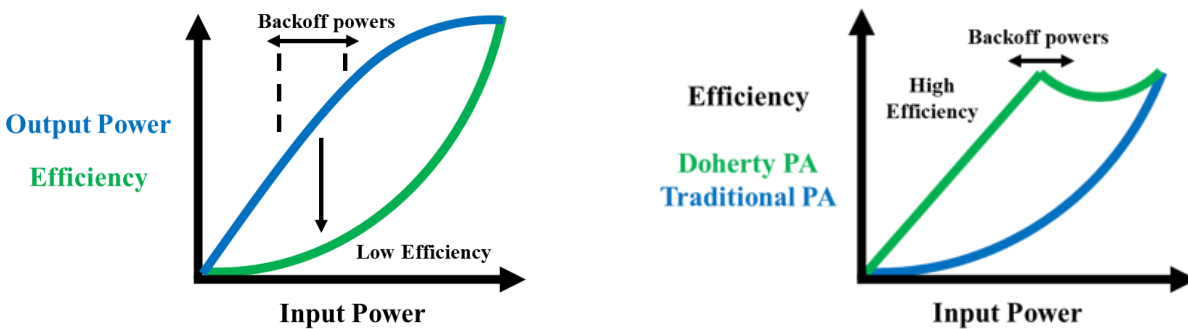 Backoff powers
Output Power
Efficiency
Low Efficiency
Input Power
Backoff powers
High
Efficiency
Efficiency
Doherty PA
Traditional PA
Input Power